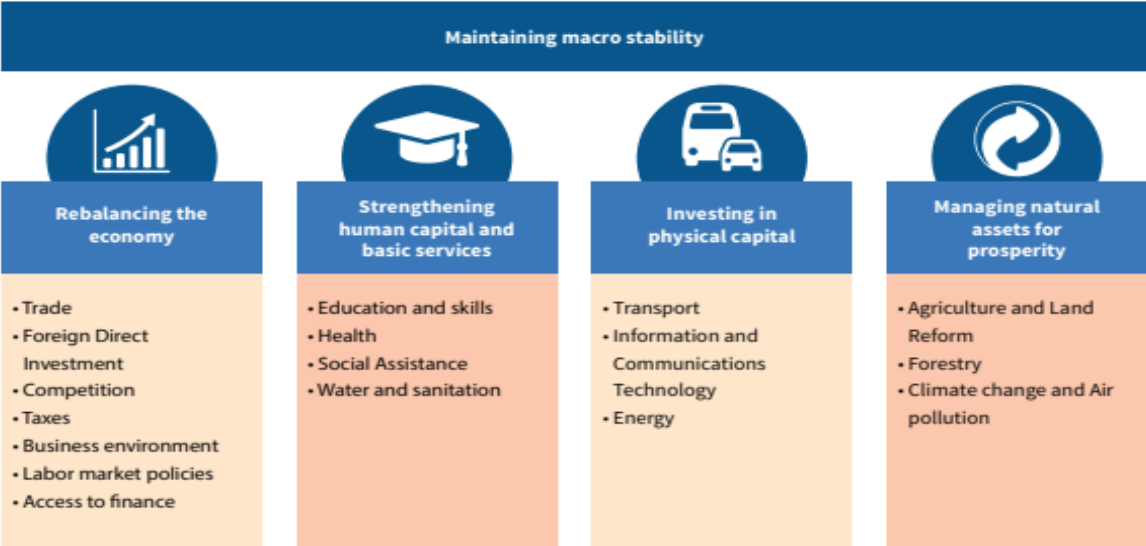 Maintaining macro stability
Rebalancing the
economy
• Trade
• Foreign Direct
Investment
• Competition
• Taxes
• Business environment
• Labor market policies
• Access to finance
Strengthening
human capital and
basic services
• Education and skills
• Health
• Social Assistance
• Water and sanitation
Investing in
physical capital
• Transport
• Information and
Communications
Technology
• Energy
Managing natural
assets for
prosperity
• Agriculture and Land
Reform
• Forestry
• Climate change and Air
pollution